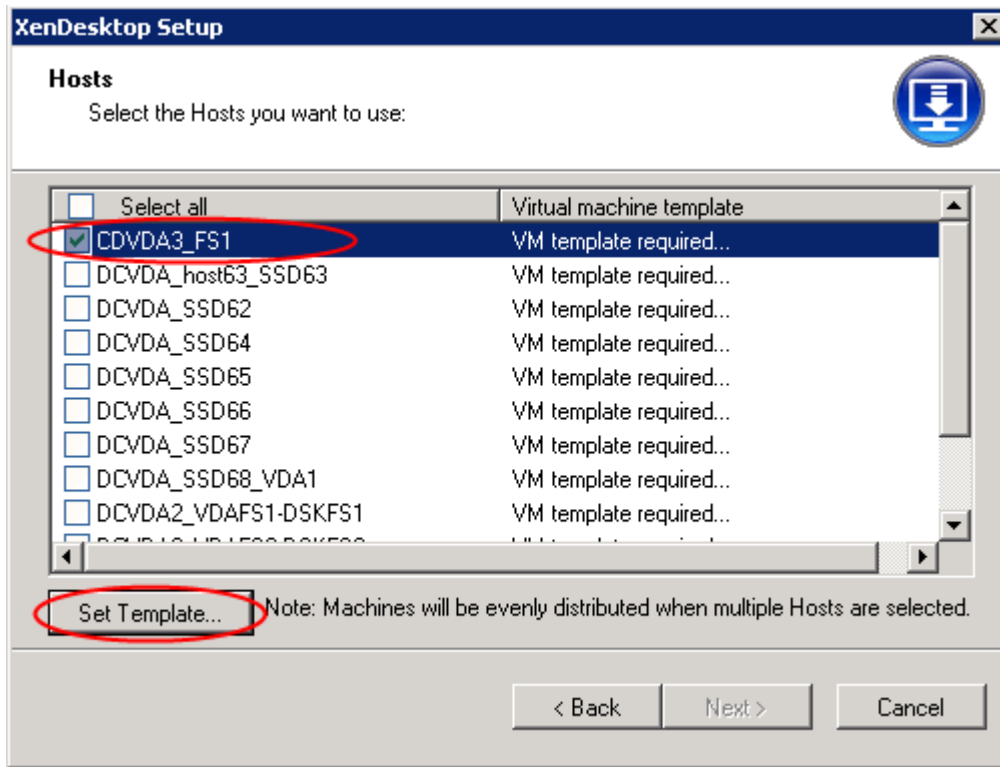 XenDesktop Setup
Hosts
Select the Hosts you want to use:
Select all Virtual machine template
CDVDA3_FS1 VM template required...
DCVDA_host63_SSD63 VM template required...
DCVDA_SSD62 VM template required...
DCVDA_SSD64 VM template required...
DCVDA_SSD65 VM template required...
DCVDA_SSD66 VM template required...
DCVDA_SSD67 VM template required...
DCVDA_SSD68_VDA1 VM template required...
DCVDA2_VDAFS1-DSKFS1 VM template required...
Set Template... Note: Machines will be evenly distributed when multiple Hosts are selected.
< Back Next > Cancel